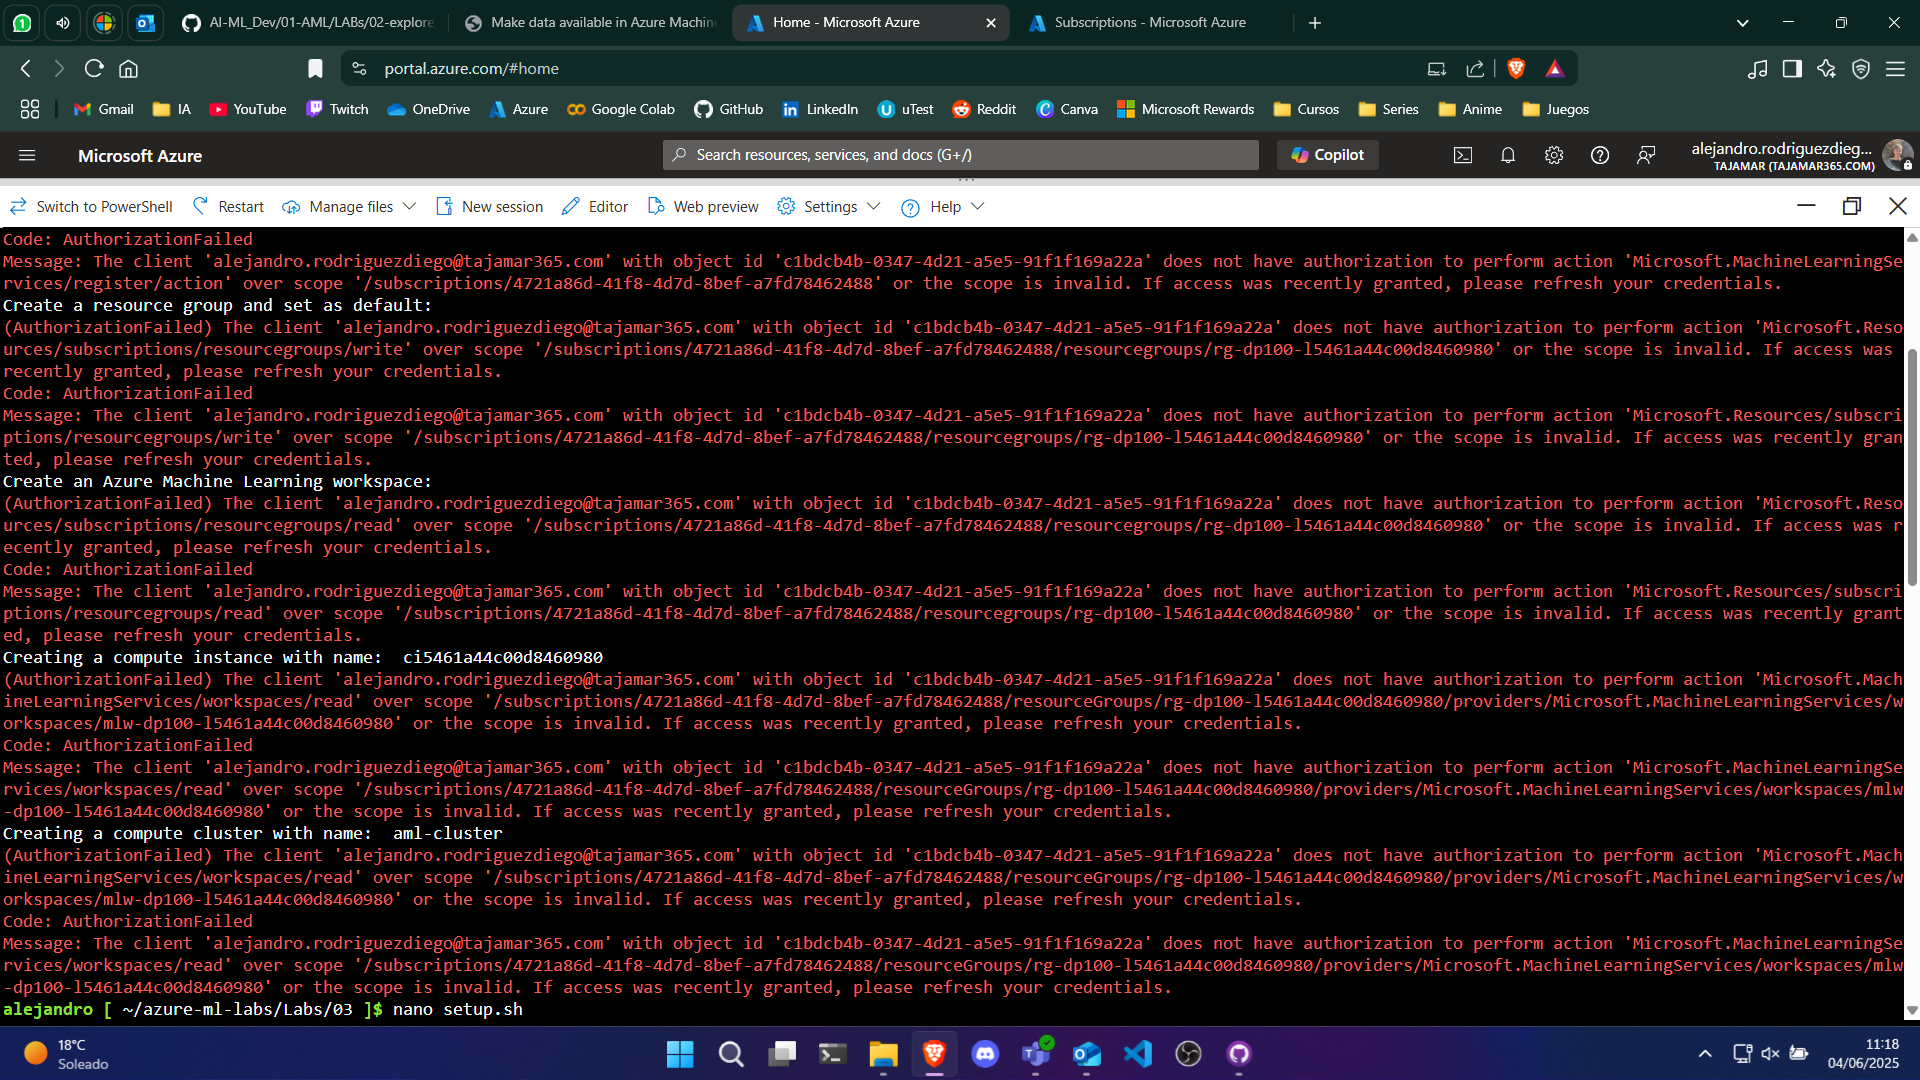 AI-ML_Dev/01-AML/LABs/02-explore
Make data available in Azure Machin
Home - Microsoft Azure
Subscriptions - Microsoft Azure
portal.azure.com/#home
Gmail
IA
YouTube
Twitch
OneDrive
Azure
Google Colab
GitHub
LinkedIn
uTest
Reddit
Canva
Microsoft Rewards
Cursos
Series
Anime
Juegos
Microsoft Azure
Search resources, services, and docs (G+/)
Copilot
alejandro.rodriguezdieg...
TAJAMAR (TAJAMAR365.COM)
Switch to PowerShell
Restart
Manage files
New session
Editor
Web preview
Settings
Help
Code: AuthorizationFailed
Message: The client 'alejandro.rodriguezdiego@tajamar365.com' with object id 'c1bdcb4b-0347-4d21-a5e5-91f1f169a22a' does not have authorization to perform action 'Microsoft.MachineLearningSe
rvices/register/action' over scope '/subscriptions/4721a86d-41f8-4d7d-8bef-a7fd78462488' or the scope is invalid. If access was recently granted, please refresh your credentials.
Create a resource group and set as default:
(AuthorizationFailed) The client 'alejandro.rodriguezdiego@tajamar365.com' with object id 'c1bdcb4b-0347-4d21-a5e5-91f1f169a22a' does not have authorization to perform action 'Microsoft.Reso
urces/subscriptions/resourcegroups/write' over scope '/subscriptions/4721a86d-41f8-4d7d-8bef-a7fd78462488/resourcegroups/rg-dp100-l5461a44c00d8460980' or the scope is invalid. If access was
recently granted, please refresh your credentials.
Code: AuthorizationFailed
Message: The client 'alejandro.rodriguezdiego@tajamar365.com' with object id 'c1bdcb4b-0347-4d21-a5e5-91f1f169a22a' does not have authorization to perform action 'Microsoft.Resources/subscri
ptions/resourcegroups/write' over scope '/subscriptions/4721a86d-41f8-4d7d-8bef-a7fd78462488/resourcegroups/rg-dp100-l5461a44c00d8460980' or the scope is invalid. If access was recently gran
ted, please refresh your credentials.
Create an Azure Machine Learning workspace:
(AuthorizationFailed) The client 'alejandro.rodriguezdiego@tajamar365.com' with object id 'c1bdcb4b-0347-4d21-a5e5-91f1f169a22a' does not have authorization to perform action 'Microsoft.Reso
urces/subscriptions/resourcegroups/read' over scope '/subscriptions/4721a86d-41f8-4d7d-8bef-a7fd78462488/resourcegroups/rg-dp100-l5461a44c00d8460980' or the scope is invalid. If access was r
ecently granted, please refresh your credentials.
Code: AuthorizationFailed
Message: The client 'alejandro.rodriguezdiego@tajamar365.com' with object id 'c1bdcb4b-0347-4d21-a5e5-91f1f169a22a' does not have authorization to perform action 'Microsoft.Resources/subscri
ptions/resourcegroups/read' over scope '/subscriptions/4721a86d-41f8-4d7d-8bef-a7fd78462488/resourcegroups/rg-dp100-l5461a44c00d8460980' or the scope is invalid. If access was recently grant
ed, please refresh your credentials.
Creating a compute instance with name:  ci5461a44c00d8460980
(AuthorizationFailed) The client 'alejandro.rodriguezdiego@tajamar365.com' with object id 'c1bdcb4b-0347-4d21-a5e5-91f1f169a22a' does not have authorization to perform action 'Microsoft.Mach
ineLearningServices/workspaces/read' over scope '/subscriptions/4721a86d-41f8-4d7d-8bef-a7fd78462488/resourceGroups/rg-dp100-l5461a44c00d8460980/providers/Microsoft.MachineLearningServices/w
orkspaces/mlw-dp100-l5461a44c00d8460980' or the scope is invalid. If access was recently granted, please refresh your credentials.
Code: AuthorizationFailed
Message: The client 'alejandro.rodriguezdiego@tajamar365.com' with object id 'c1bdcb4b-0347-4d21-a5e5-91f1f169a22a' does not have authorization to perform action 'Microsoft.MachineLearningSe
rvices/workspaces/read' over scope '/subscriptions/4721a86d-41f8-4d7d-8bef-a7fd78462488/resourceGroups/rg-dp100-l5461a44c00d8460980/providers/Microsoft.MachineLearningServices/workspaces/mlw
-dp100-l5461a44c00d8460980' or the scope is invalid. If access was recently granted, please refresh your credentials.
Creating a compute cluster with name:  aml-cluster
(AuthorizationFailed) The client 'alejandro.rodriguezdiego@tajamar365.com' with object id 'c1bdcb4b-0347-4d21-a5e5-91f1f169a22a' does not have authorization to perform action 'Microsoft.Mach
ineLearningServices/workspaces/read' over scope '/subscriptions/4721a86d-41f8-4d7d-8bef-a7fd78462488/resourceGroups/rg-dp100-l5461a44c00d8460980/providers/Microsoft.MachineLearningServices/w
orkspaces/mlw-dp100-l5461a44c00d8460980' or the scope is invalid. If access was recently granted, please refresh your credentials.
Code: AuthorizationFailed
Message: The client 'alejandro.rodriguezdiego@tajamar365.com' with object id 'c1bdcb4b-0347-4d21-a5e5-91f1f169a22a' does not have authorization to perform action 'Microsoft.MachineLearningSe
rvices/workspaces/read' over scope '/subscriptions/4721a86d-41f8-4d7d-8bef-a7fd78462488/resourceGroups/rg-dp100-l5461a44c00d8460980/providers/Microsoft.MachineLearningServices/workspaces/mlw
-dp100-l5461a44c00d8460980' or the scope is invalid. If access was recently granted, please refresh your credentials.
alejandro [ ~/azure-ml-labs/Labs/03 ]$ nano setup.sh
18°C
Soleado
11:18
04/06/2025